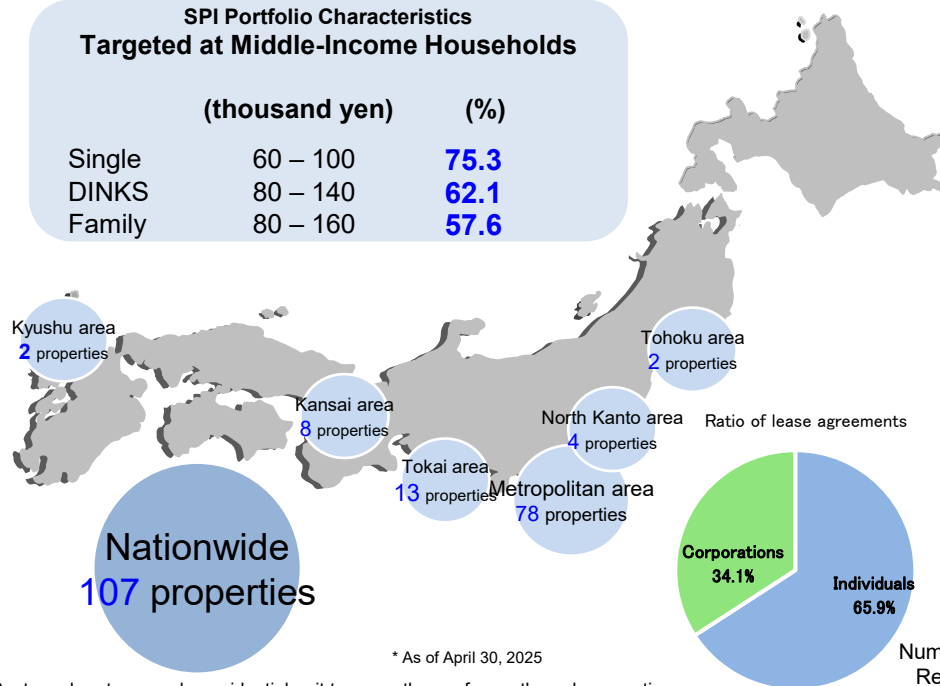 SPI Portfolio Characteristics
Targeted at Middle-Income Households
(thousand yen) (%)
Single 60 – 100 75.3
DINKS 80 – 140 62.1
Family 80 – 160 57.6
Kyushu area
2 properties
Kansai area
8 properties
Tokai area
13 properties
Tohoku area
2 properties
North Kanto area
4 properties
Metropolitan area
78 properties
Nationwide
107 properties
Ratio of lease agreements
Corporations
34.1%
Individuals
65.9%
* As of April 30, 2025